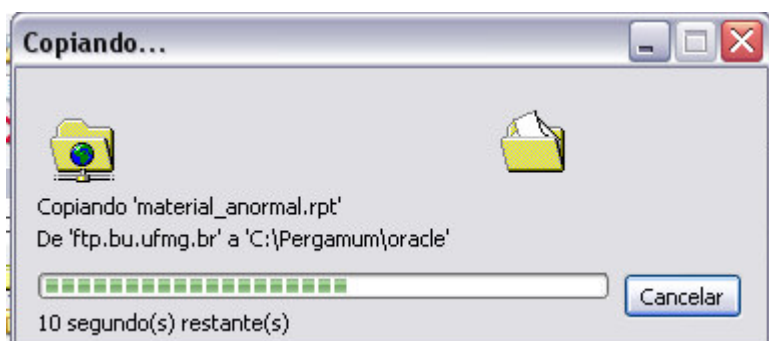 Copiando...
Copiando 'material_anormal.rpt'
De 'ftp.bu.ufmg.br' a 'C:\Pergamum\oracle'
Cancelar
10 segundo(s) restante(s)